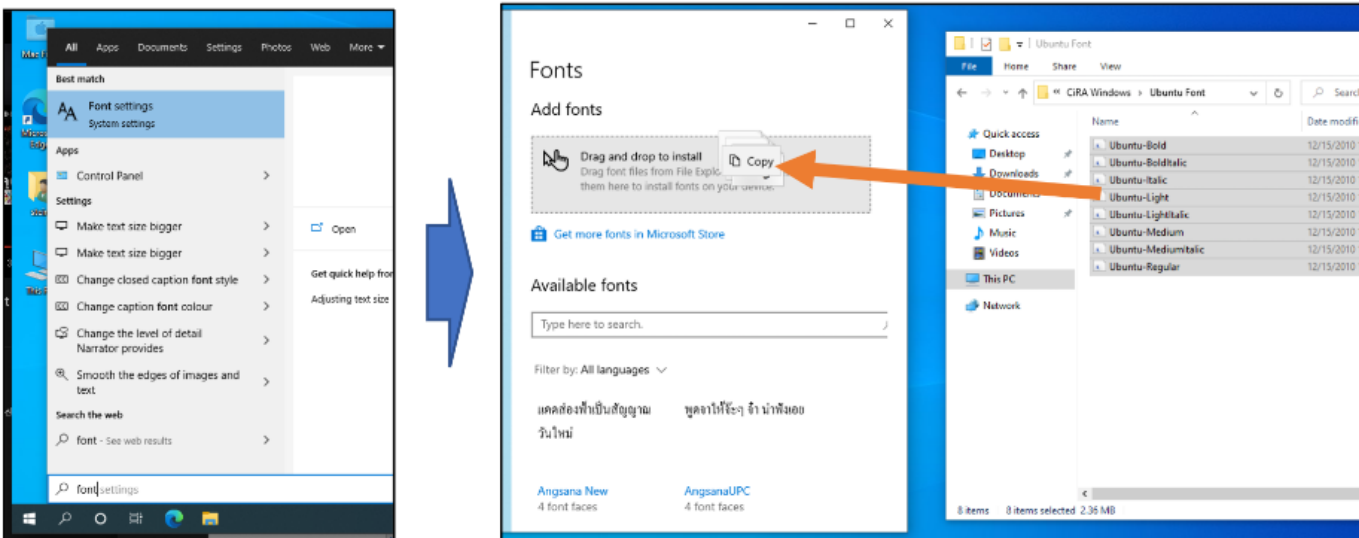 All Apps Documents Settings Photos Web More
Best match
Font settings
System settings
Apps
Control Panel
Settings
Make text size bigger
Make text size bigger
Change closed caption font style
Change caption font colour
Change the level of detail
Narrator provides
Smooth the edges of images and
text
Search the web
font - See web results
font settings
Open
Get quick help from
Adjusting text size
Fonts
Add fonts
Drag and drop to install
Drag font files from File
them here to install fonts on your device.
Copy
Get more fonts in Microsoft Store
Available fonts
Type here to search.
Filter by: All languages
แดดส่องฟ้าเป็นสัญญาณ
วันใหม่
พูดจาให้จ๊ะๆ จ๋า น่าฟังเอย
Angsana New
4 font faces
AngsanaUPC
4 font faces
Ubuntu Font
File Home Share View
« CiRA Windows › Ubuntu Font
Name Date
Quick access
Desktop
Downloads
Documents
Pictures
Music
Videos
This PC
Network
Ubuntu-Bold 12/15/2010
Ubuntu-BoldItalic 12/15/2010
Ubuntu-Italic 12/15/2010
Ubuntu-Light 12/15/2010
Ubuntu-LightItalic 12/15/2010
Ubuntu-Medium 12/15/2010
Ubuntu-MediumItalic 12/15/2010
Ubuntu-Regular 12/15/2010
8 items 8 items selected 2.36 MB